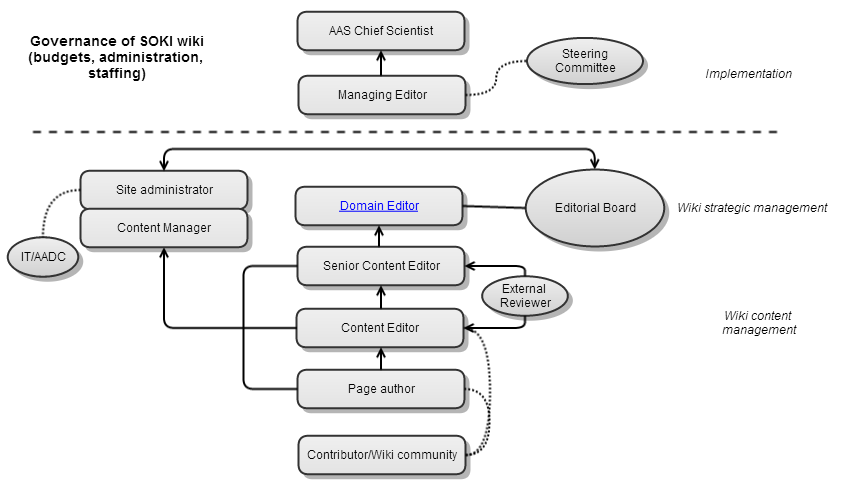 Governance of SOKI wiki
(budgets, administration,
staffing)
AAS Chief Scientist
Steering
Committee
Managing Editor
Implementation
Site administrator
Domain Editor
Editorial Board
Wiki strategic management
Content Manager
IT/AADC
Senior Content Editor
External
Reviewer
Content Editor
Wiki content
management
Page author
Contributor/Wiki community